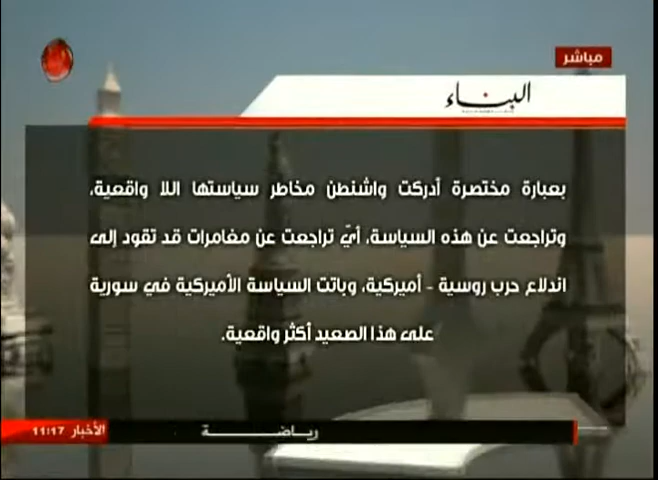 مباشر
البناء
بعبارة مختصرة أدركت واشنطن مخاطر سياستها اللا واقعية،
وتراجعت عن هذه السياسة، أيّ تراجعت عن مغامرات قد تقود إلى
اندلاع حرب روسية - أميركية، وباتت السياسة الأميركية في سورية
على هذا الصعيد أكثر واقعية.
الأخبار 11:17
رياضة